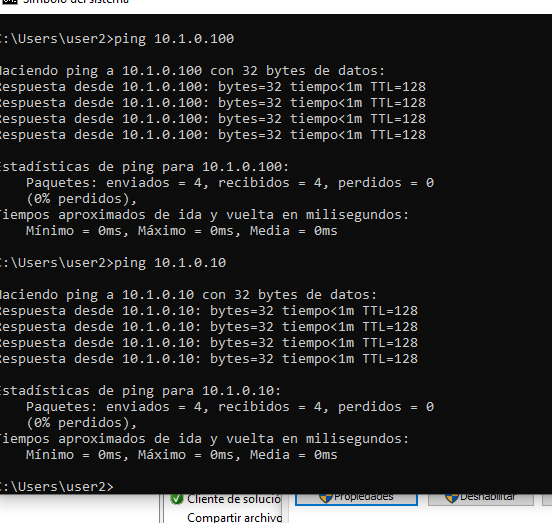 Símbolo del sistema
C:\Users\user2>ping 10.1.0.100
Haciendo ping a 10.1.0.100 con 32 bytes de datos:
Respuesta desde 10.1.0.100: bytes=32 tiempo<1m TTL=128
Respuesta desde 10.1.0.100: bytes=32 tiempo<1m TTL=128
Respuesta desde 10.1.0.100: bytes=32 tiempo<1m TTL=128
Respuesta desde 10.1.0.100: bytes=32 tiempo<1m TTL=128
Estadísticas de ping para 10.1.0.100:
Paquetes: enviados = 4, recibidos = 4, perdidos = 0
(0% perdidos),
Tiempos aproximados de ida y vuelta en milisegundos:
Mínimo = 0ms, Máximo = 0ms, Media = 0ms
C:\Users\user2>ping 10.1.0.10
Haciendo ping a 10.1.0.10 con 32 bytes de datos:
Respuesta desde 10.1.0.10: bytes=32 tiempo<1m TTL=128
Respuesta desde 10.1.0.10: bytes=32 tiempo<1m TTL=128
Respuesta desde 10.1.0.10: bytes=32 tiempo<1m TTL=128
Respuesta desde 10.1.0.10: bytes=32 tiempo<1m TTL=128
Estadísticas de ping para 10.1.0.10:
Paquetes: enviados = 4, recibidos = 4, perdidos = 0
(0% perdidos),
Tiempos aproximados de ida y vuelta en milisegundos:
Mínimo = 0ms, Máximo = 0ms, Media = 0ms
C:\Users\user2>
Cliente de solució
Propiedades
Deshabilitar
Compartir archivo